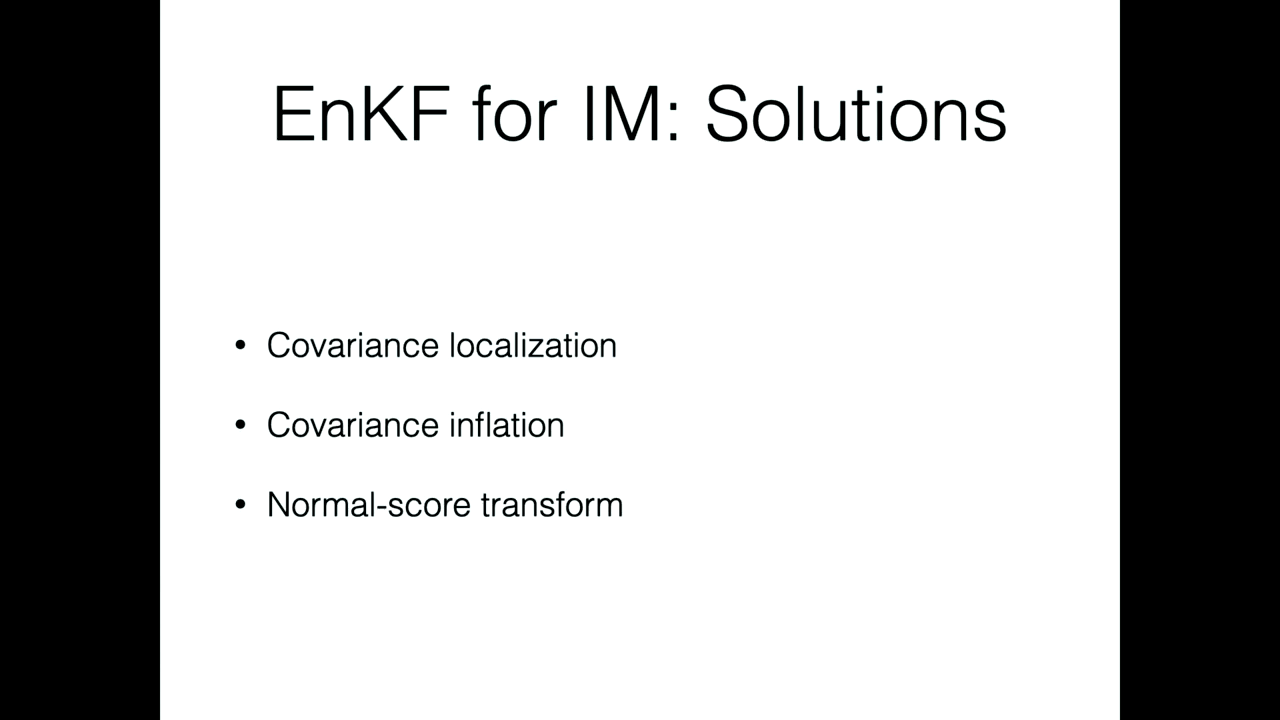 EnKF for IM: Solutions
• Covariance localization
• Covariance inflation
• Normal-score transform